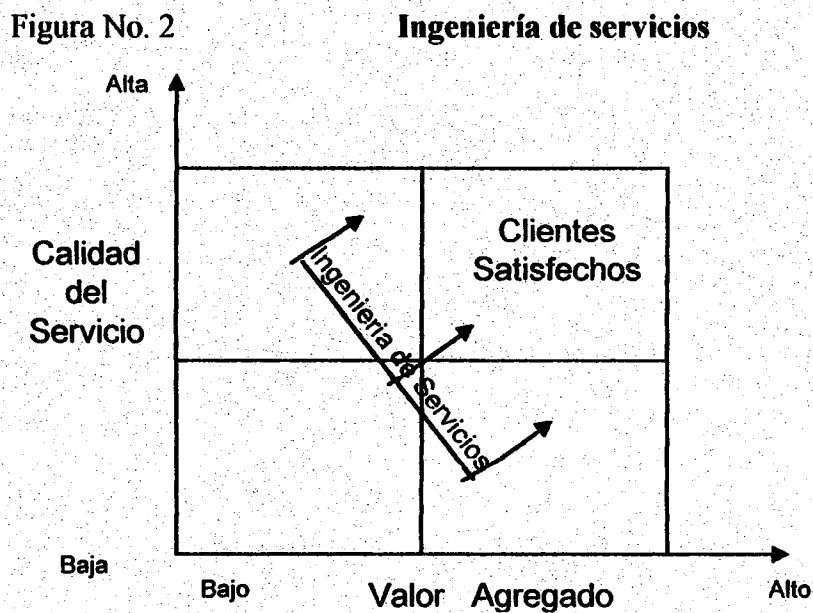 Figura No. 2
Ingeniería de servicios
Alta
Clientes
Satisfechos
Calidad
del
Servicio
Ingenieria de Servicios
Baja
Bajo
Valor Agregado
Alto